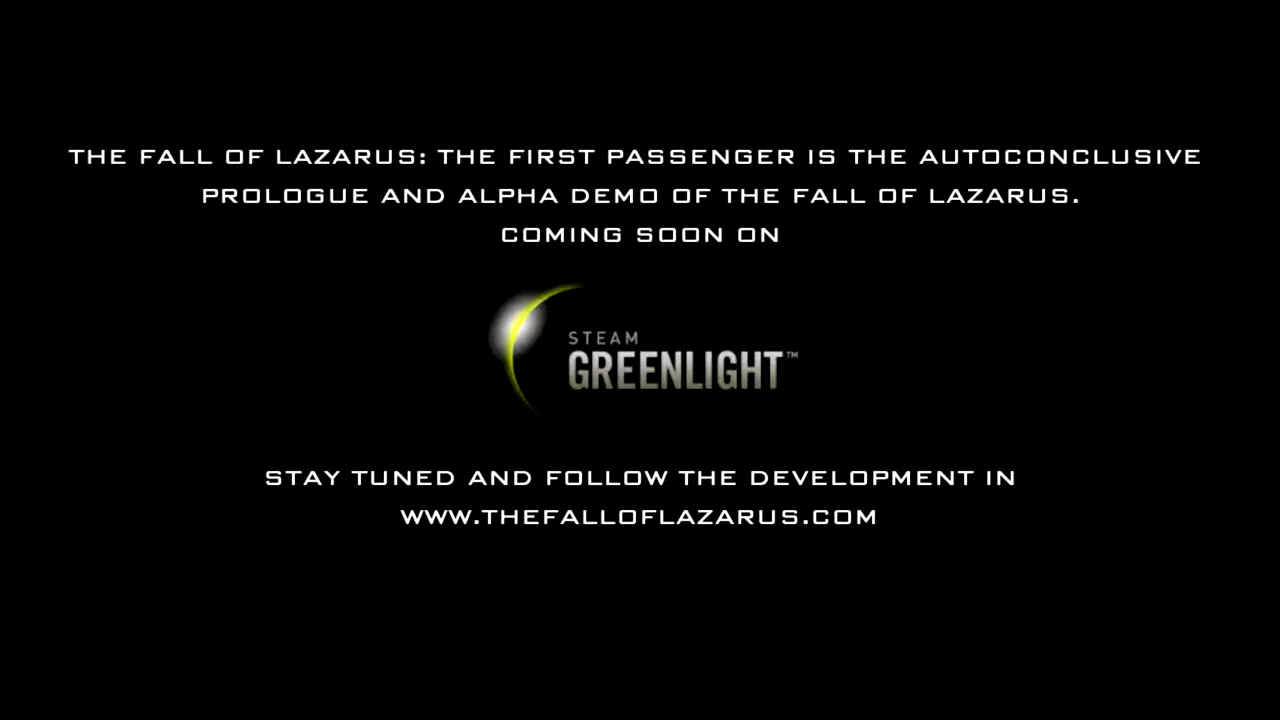 THE FALL OF LAZARUS: THE FIRST PASSENGER IS THE AUTOCONCLUSIVE
PROLOGUE AND ALPHA DEMO OF THE FALL OF LAZARUS.
COMING SOON ON
STEAM
GREENLIGHT™
STAY TUNED AND FOLLOW THE DEVELOPMENT IN
WWW.THEFALLOFLAZARUS.COM